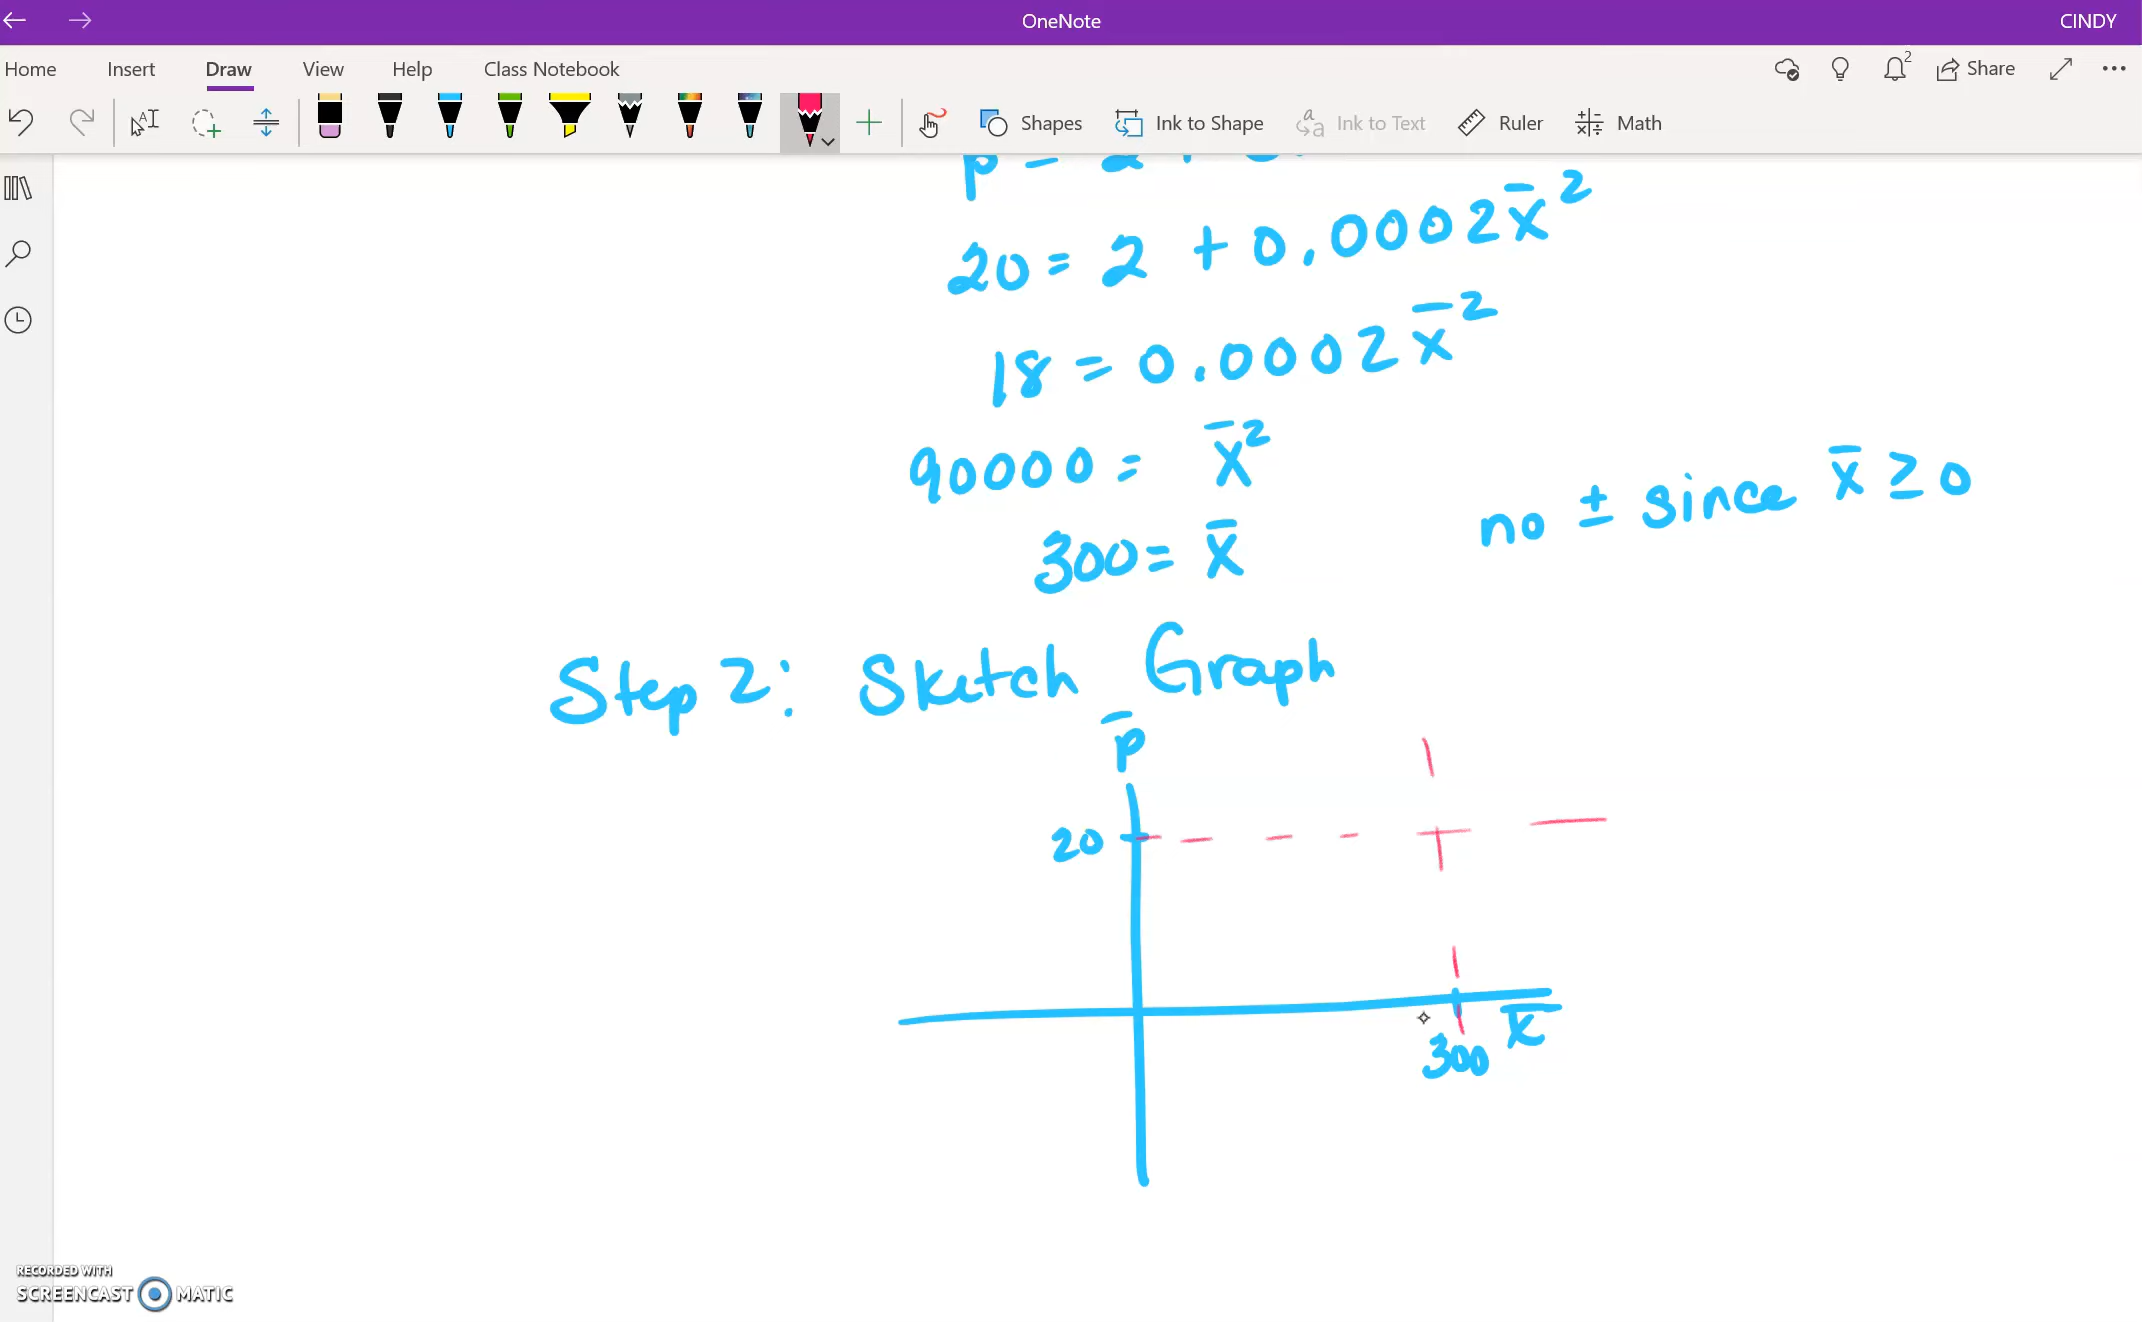 OneNote
CINDY
Home Insert Draw View Help Class Notebook
2 Share
Shapes Ink to Shape Ink to Text Ruler Math
20 = 2 + 0.0002x̄²
18 = 0.0002x̄²
90000 = x̄²
no ± since x̄ ≥ 0
300 = x̄
Step 2: Sketch Graph
p̄
20
300 x̄
RECORDED WITH
SCREENCAST MATIC